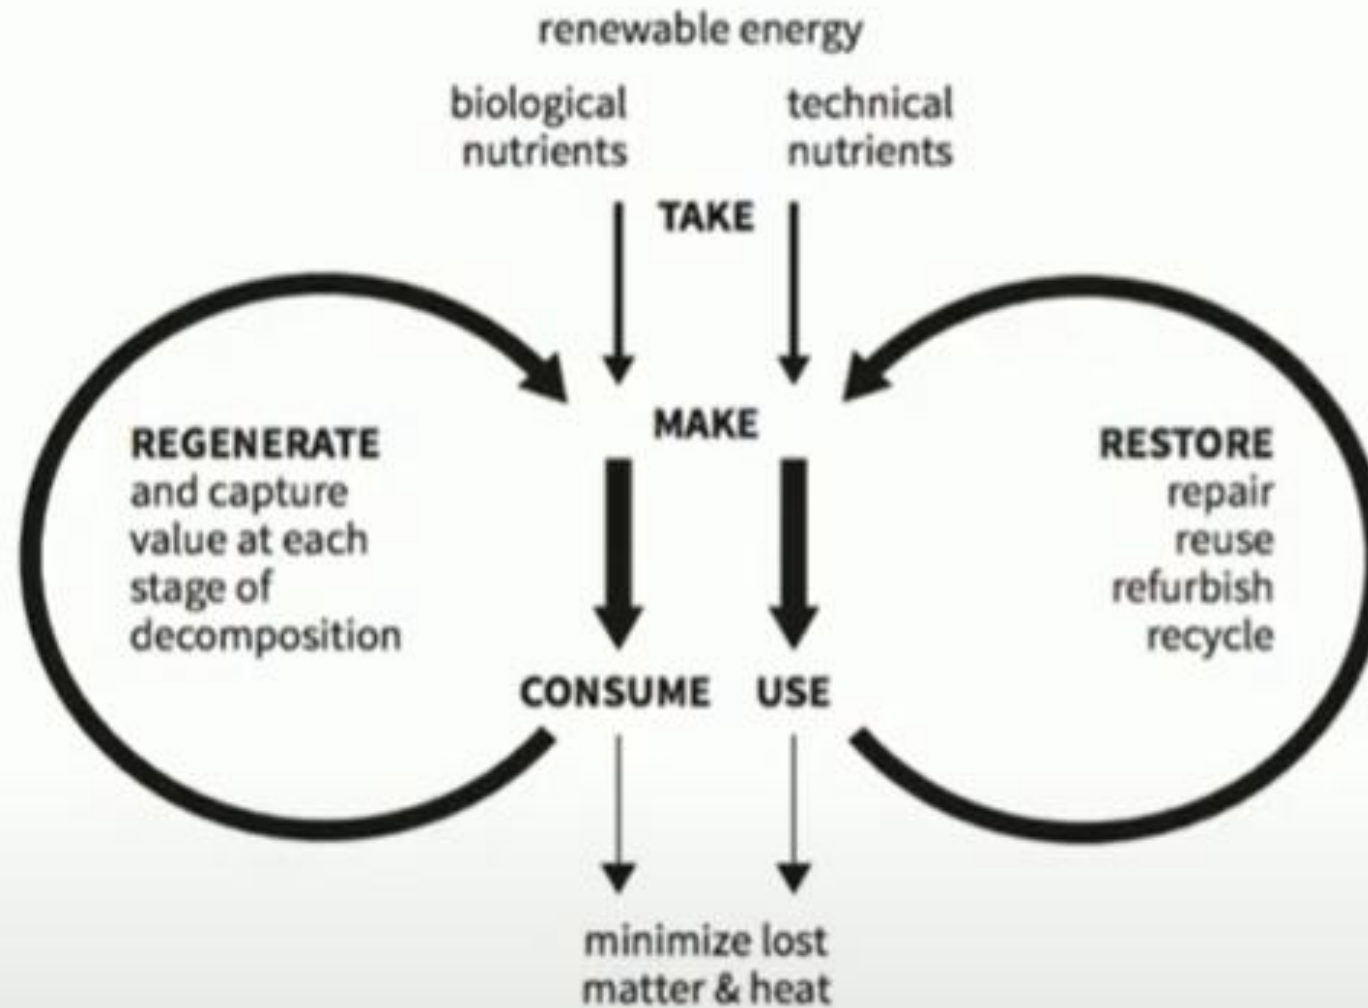 renewable energy
biological
nutrients
technical
nutrients
TAKE
MAKE
REGENERATE
and capture
value at each
stage of
decomposition
RESTORE
repair
reuse
refurbish
recycle
CONSUME
USE
minimize lost
matter & heat